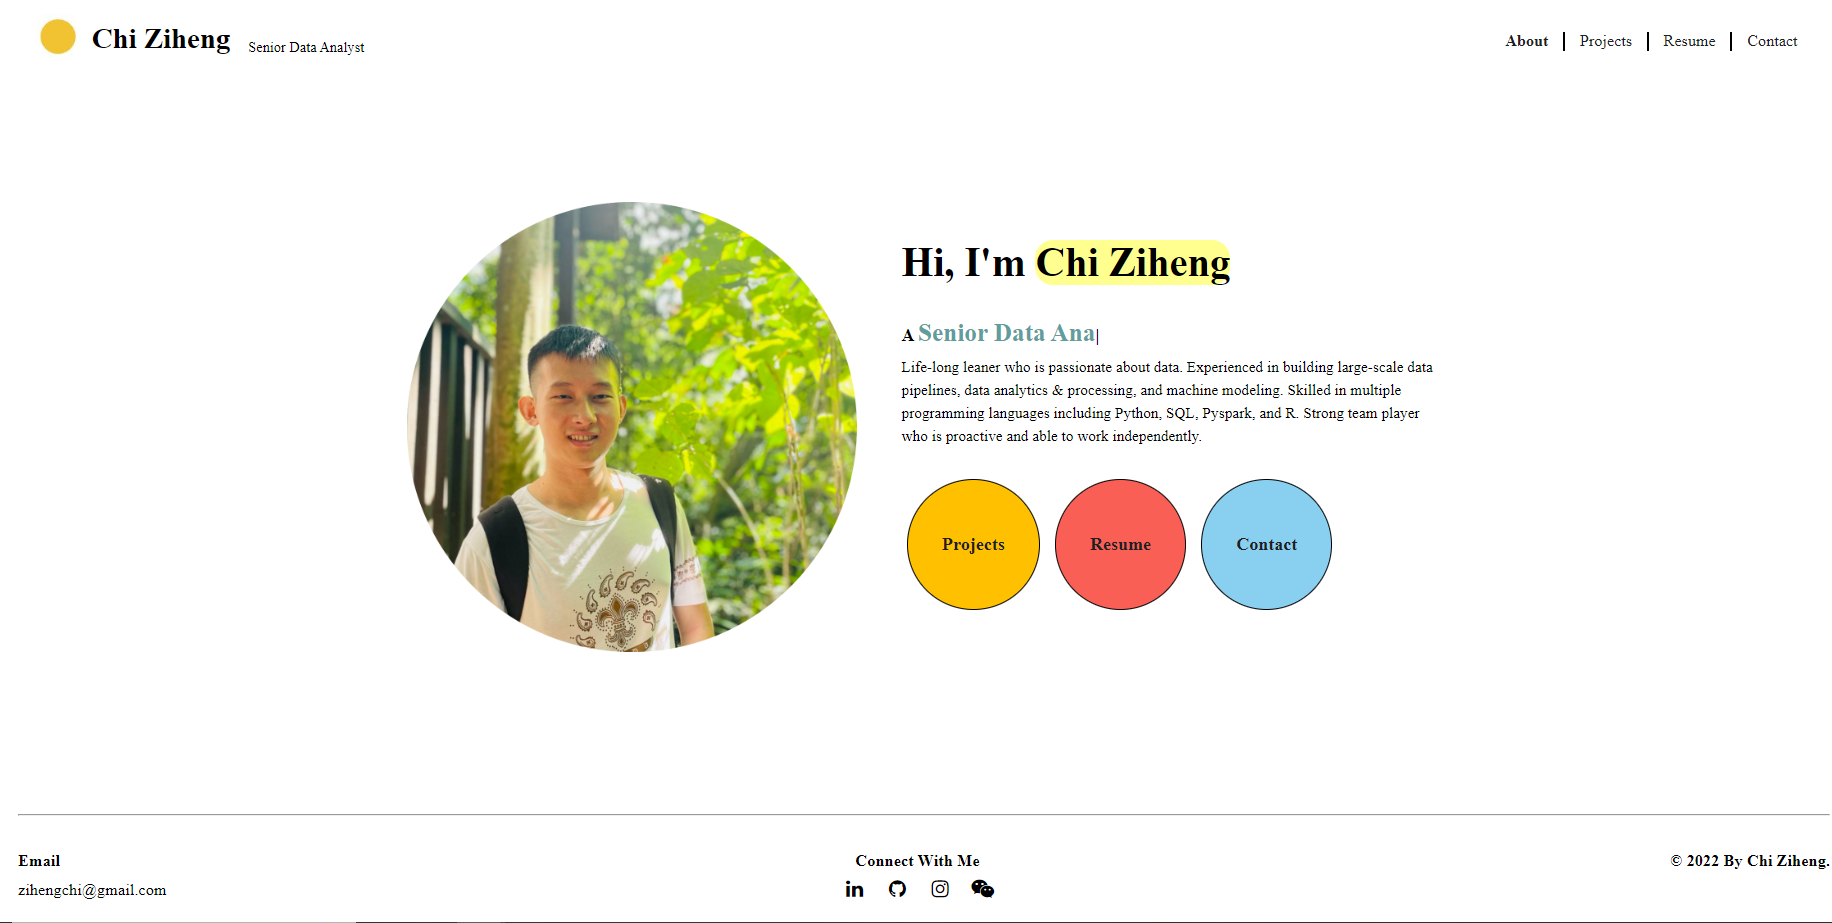 Chi Ziheng Senior Data Analyst
About Projects Resume Contact
Hi, I'm Chi Ziheng
A Senior Data Ana|
Life-long leaner who is passionate about data. Experienced in building large-scale data
pipelines, data analytics & processing, and machine modeling. Skilled in multiple
programming languages including Python, SQL, Pyspark, and R. Strong team player
who is proactive and able to work independently.
Projects Resume Contact
Email
zihengchi@gmail.com
Connect With Me
in
© 2022 By Chi Ziheng.